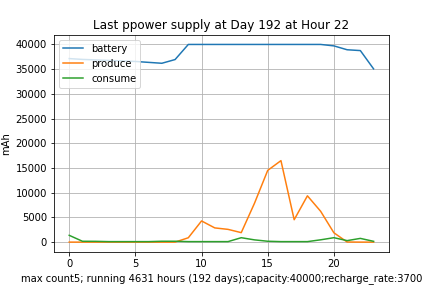 Last ppower supply at Day 192 at Hour 22
40000
35000
30000
25000
20000
15000
10000
5000
0
mAh
battery
produce
consume
0 5 10 15 20
max count5; running 4631 hours (192 days);capacity:40000;recharge_rate:3700